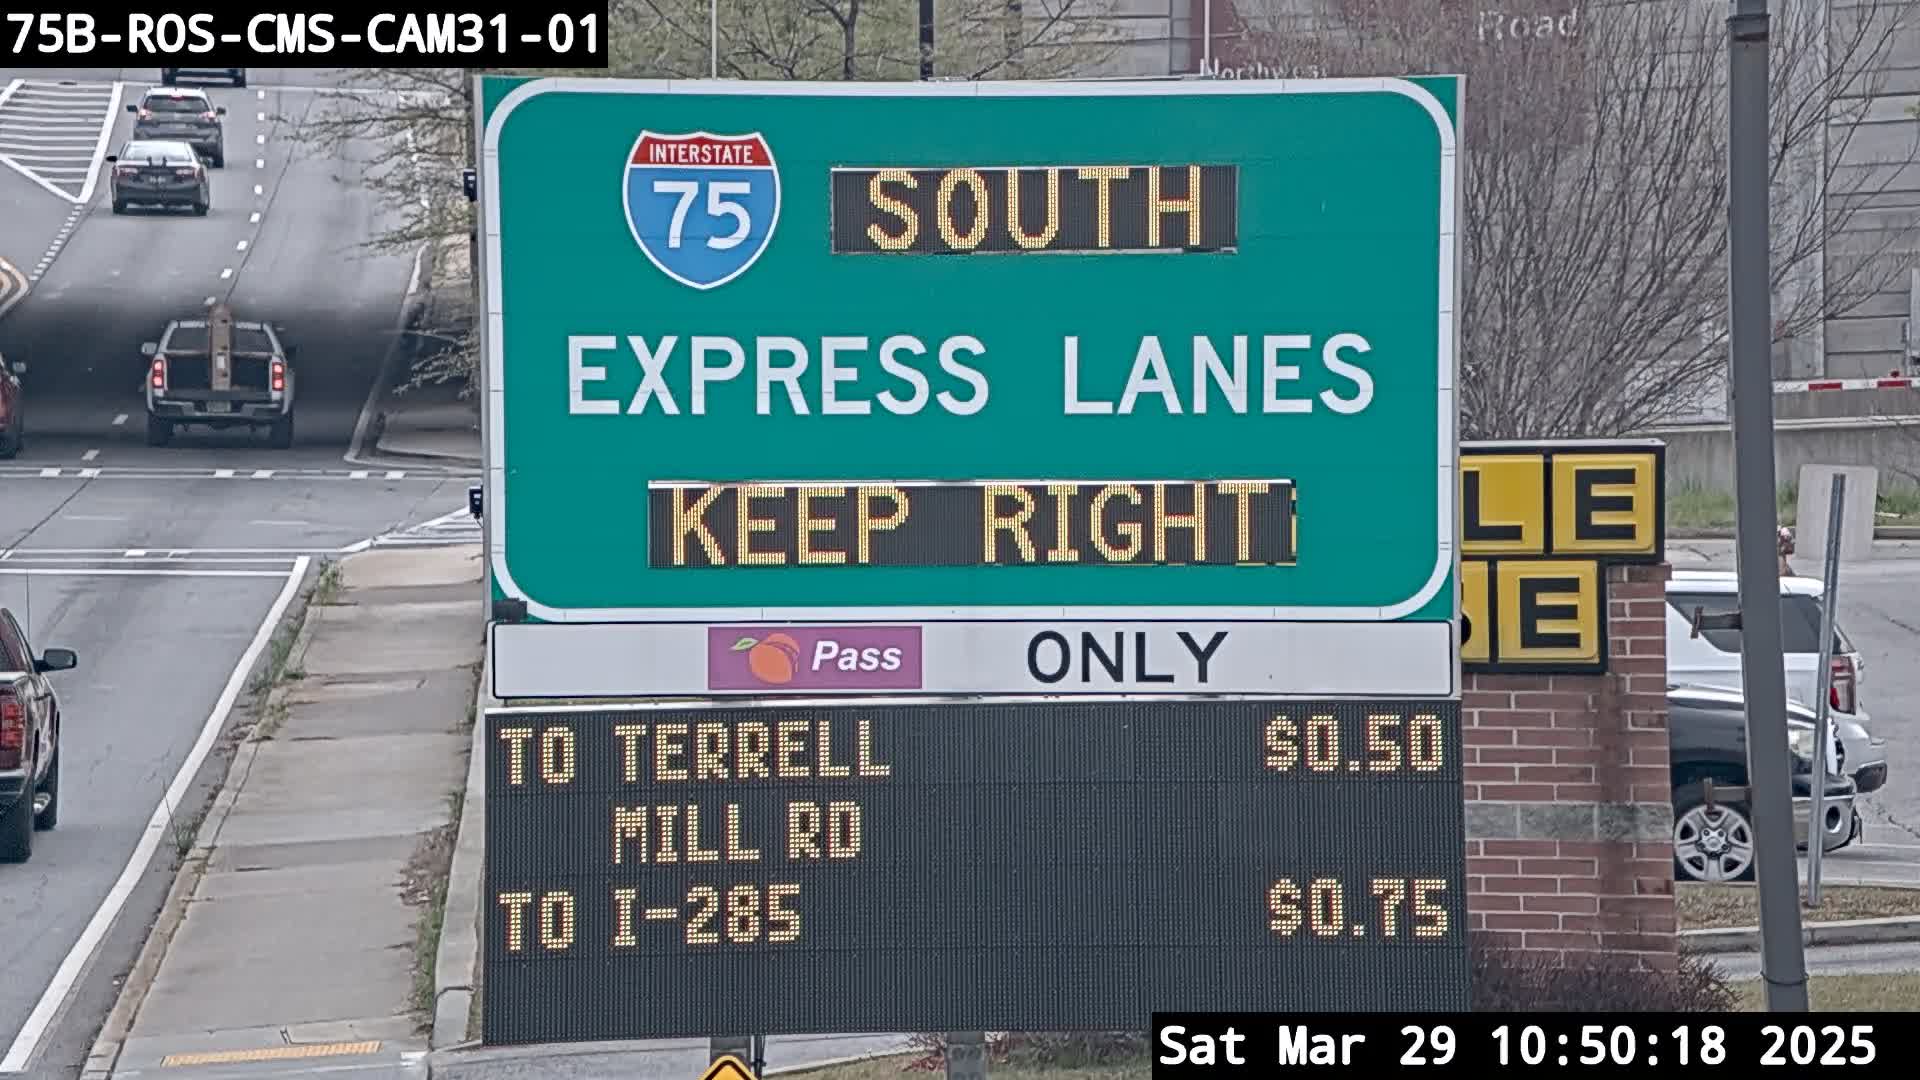 75B-ROS-CMS-CAM31-01
Road
Northwest
INTERSTATE
75
SOUTH
EXPRESS LANES
KEEP RIGHT
LE
E
Pass ONLY
TO TERRELL $0.50
MILL RD
TO I-285 $0.75
Sat Mar 29 10:50:18 2025